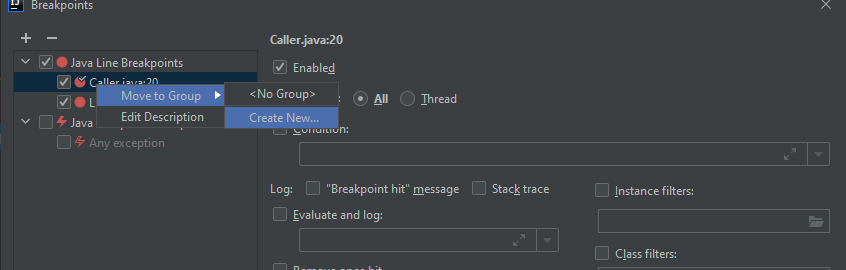 IJ
Breakpoints
Java Line Breakpoints
Caller.java:20
L
Java
Any exception
Move to Group
Edit Description
<No Group>
Create New...
Caller.java:20
Enabled
All
Thread
Condition:
Log:
"Breakpoint hit" message
Stack trace
Instance filters:
Evaluate and log:
Class filters:
Remove once hit